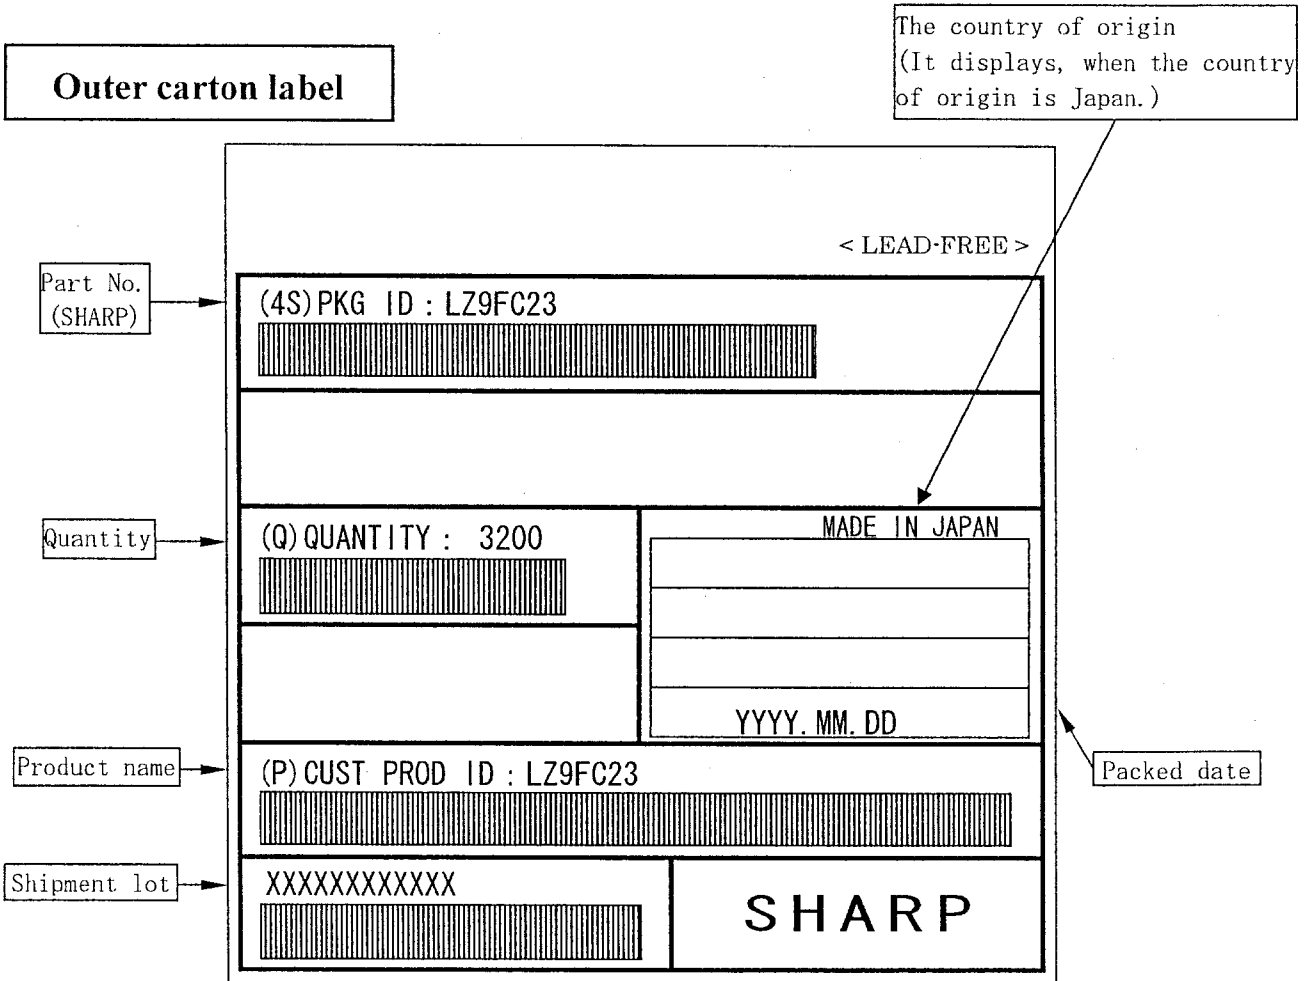 The country of origin
(It displays, when the country
of origin is Japan.)
Outer carton label
< LEAD-FREE >
Part No.
(SHARP)
(4S)PKG ID : LZ9FC23
Quantity
(Q)QUANTITY : 3200
MADE IN JAPAN
YYYY.MM.DD
Packed date
Product name
(P)CUST PROD ID : LZ9FC23
Shipment lot
XXXXXXXXXXXX
SHARP